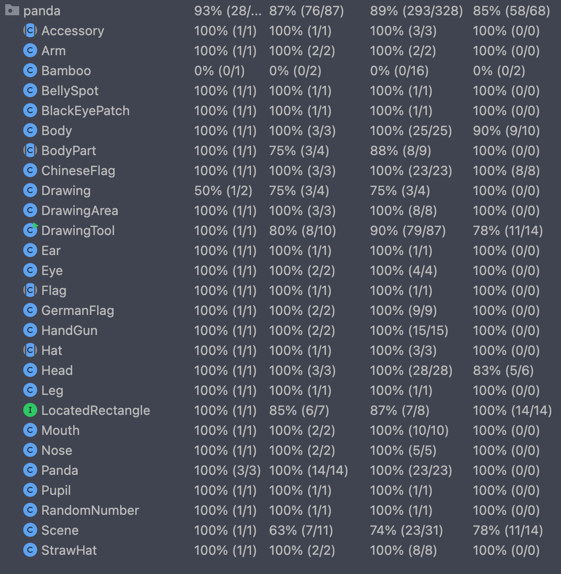 panda 93% (28/... 87% (76/87) 89% (293/328) 85% (58/68)
Accessory 100% (1/1) 100% (1/1) 100% (3/3) 100% (0/0)
Arm 100% (1/1) 100% (2/2) 100% (2/2) 100% (0/0)
Bamboo 0% (0/1) 0% (0/2) 0% (0/16) 0% (0/2)
BellySpot 100% (1/1) 100% (1/1) 100% (1/1) 100% (0/0)
BlackEyePatch 100% (1/1) 100% (1/1) 100% (1/1) 100% (0/0)
Body 100% (1/1) 100% (3/3) 100% (25/25) 90% (9/10)
BodyPart 100% (1/1) 75% (3/4) 88% (8/9) 100% (0/0)
ChineseFlag 100% (1/1) 100% (3/3) 100% (23/23) 100% (8/8)
Drawing 50% (1/2) 75% (3/4) 75% (3/4) 100% (0/0)
DrawingArea 100% (1/1) 100% (3/3) 100% (8/8) 100% (0/0)
DrawingTool 100% (1/1) 80% (8/10) 90% (79/87) 78% (11/14)
Ear 100% (1/1) 100% (1/1) 100% (1/1) 100% (0/0)
Eye 100% (1/1) 100% (2/2) 100% (4/4) 100% (0/0)
Flag 100% (1/1) 100% (1/1) 100% (1/1) 100% (0/0)
GermanFlag 100% (1/1) 100% (2/2) 100% (9/9) 100% (0/0)
HandGun 100% (1/1) 100% (2/2) 100% (15/15) 100% (0/0)
Hat 100% (1/1) 100% (1/1) 100% (3/3) 100% (0/0)
Head 100% (1/1) 100% (3/3) 100% (28/28) 83% (5/6)
Leg 100% (1/1) 100% (1/1) 100% (1/1) 100% (0/0)
LocatedRectangle 100% (1/1) 85% (6/7) 87% (7/8) 100% (14/14)
Mouth 100% (1/1) 100% (2/2) 100% (10/10) 100% (0/0)
Nose 100% (1/1) 100% (2/2) 100% (5/5) 100% (0/0)
Panda 100% (3/3) 100% (14/14) 100% (23/23) 100% (0/0)
Pupil 100% (1/1) 100% (1/1) 100% (1/1) 100% (0/0)
RandomNumber 100% (1/1) 100% (1/1) 100% (1/1) 100% (0/0)
Scene 100% (1/1) 63% (7/11) 74% (23/31) 78% (11/14)
StrawHat 100% (1/1) 100% (2/2) 100% (8/8) 100% (0/0)